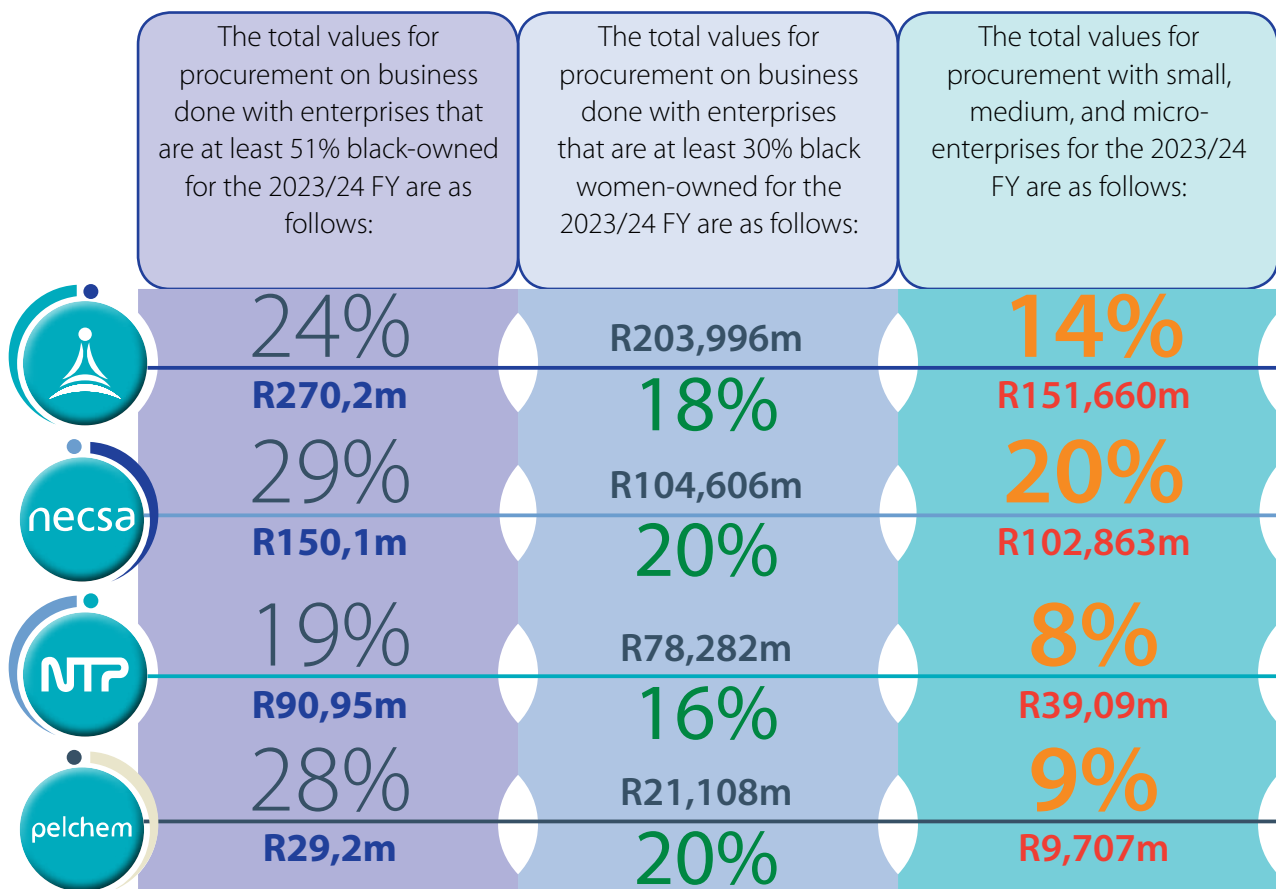 The total values for
procurement on business
done with enterprises that
are at least 51% black-owned
for the 2023/24 FY are as
follows:
The total values for
procurement on business
done with enterprises
that are at least 30% black
women-owned for the
2023/24 FY are as follows:
The total values for
procurement with small,
medium, and micro-
enterprises for the 2023/24
FY are as follows:
24%
R270,2m
R203,996m
18%
14%
R151,660m
necsa
29%
R150,1m
R104,606m
20%
20%
R102,863m
NTP
19%
R90,95m
R78,282m
16%
8%
R39,09m
pelchem
28%
R29,2m
R21,108m
20%
9%
R9,707m